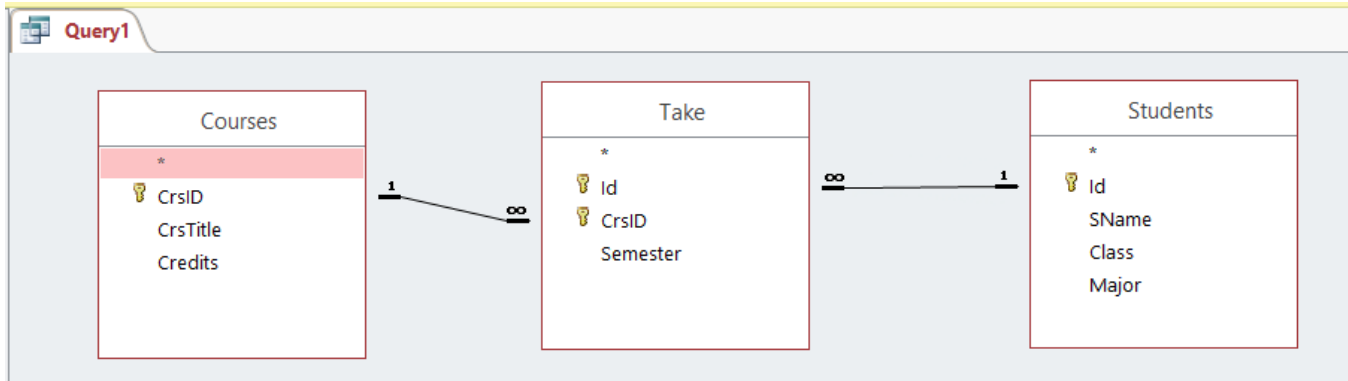 Query1
Courses
*
CrsID
CrsTitle
Credits
1
∞
Take
*
Id
CrsID
Semester
∞
1
Students
*
Id
SName
Class
Major